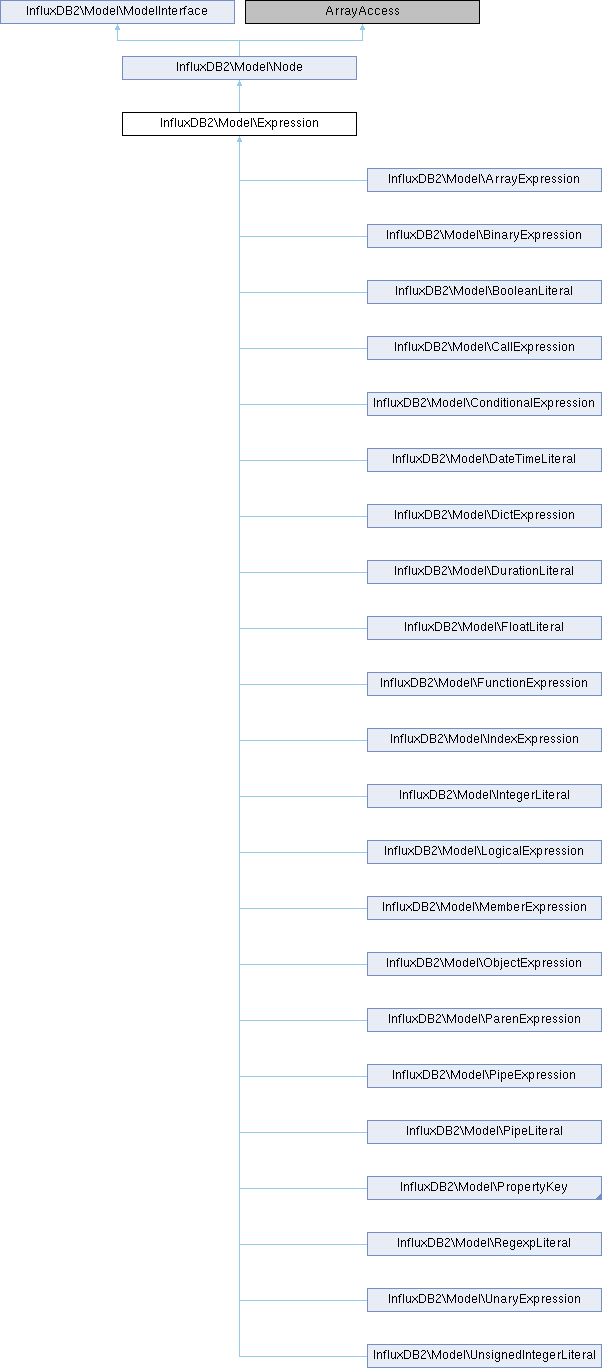 InfluxDB2\Model\ModelInterface
ArrayAccess
InfluxDB2\Model\Node
InfluxDB2\Model\Expression
InfluxDB2\Model\ArrayExpression
InfluxDB2\Model\BinaryExpression
InfluxDB2\Model\BooleanLiteral
InfluxDB2\Model\CallExpression
InfluxDB2\Model\ConditionalExpression
InfluxDB2\Model\DateTimeLiteral
InfluxDB2\Model\DictExpression
InfluxDB2\Model\DurationLiteral
InfluxDB2\Model\FloatLiteral
InfluxDB2\Model\FunctionExpression
InfluxDB2\Model\IndexExpression
InfluxDB2\Model\IntegerLiteral
InfluxDB2\Model\LogicalExpression
InfluxDB2\Model\MemberExpression
InfluxDB2\Model\ObjectExpression
InfluxDB2\Model\ParenExpression
InfluxDB2\Model\PipeExpression
InfluxDB2\Model\PipeLiteral
InfluxDB2\Model\PropertyKey
InfluxDB2\Model\RegexpLiteral
InfluxDB2\Model\UnaryExpression
InfluxDB2\Model\UnsignedIntegerLiteral